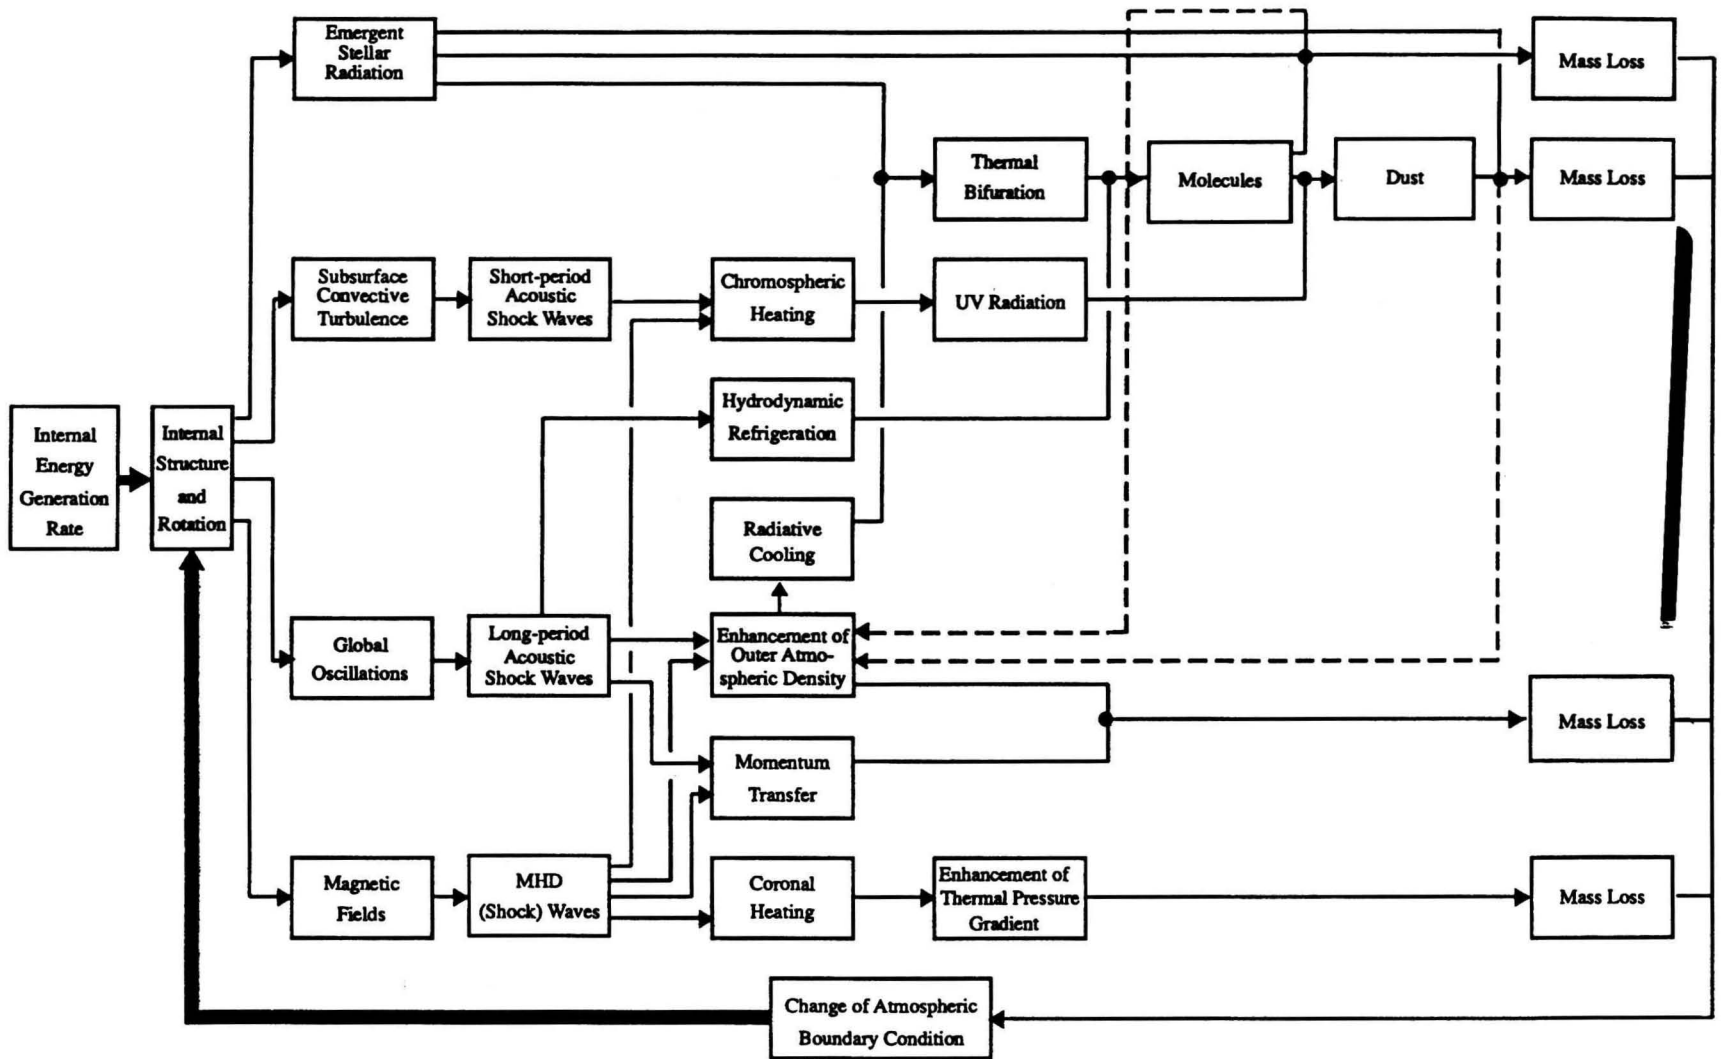 Emergent
Stellar
Radiation
Mass Loss
Thermal
Bifuration
Molecules
Dust
Mass Loss
Subsurface
Convective
Turbulence
Short-period
Acoustic
Shock Waves
Chromospheric
Heating
UV Radiation
Internal
Energy
Generation
Rate
Internal
Structure
and
Rotation
Hydrodynamic
Refrigeration
Radiative
Cooling
Global
Oscillations
Long-period
Acoustic
Shock Waves
Enhancement of
Outer Atmo-
spheric Density
Mass Loss
Momentum
Transfer
Magnetic
Fields
MHD
(Shock) Waves
Coronal
Heating
Enhancement of
Thermal Pressure
Gradient
Mass Loss
Change of Atmospheric
Boundary Condition